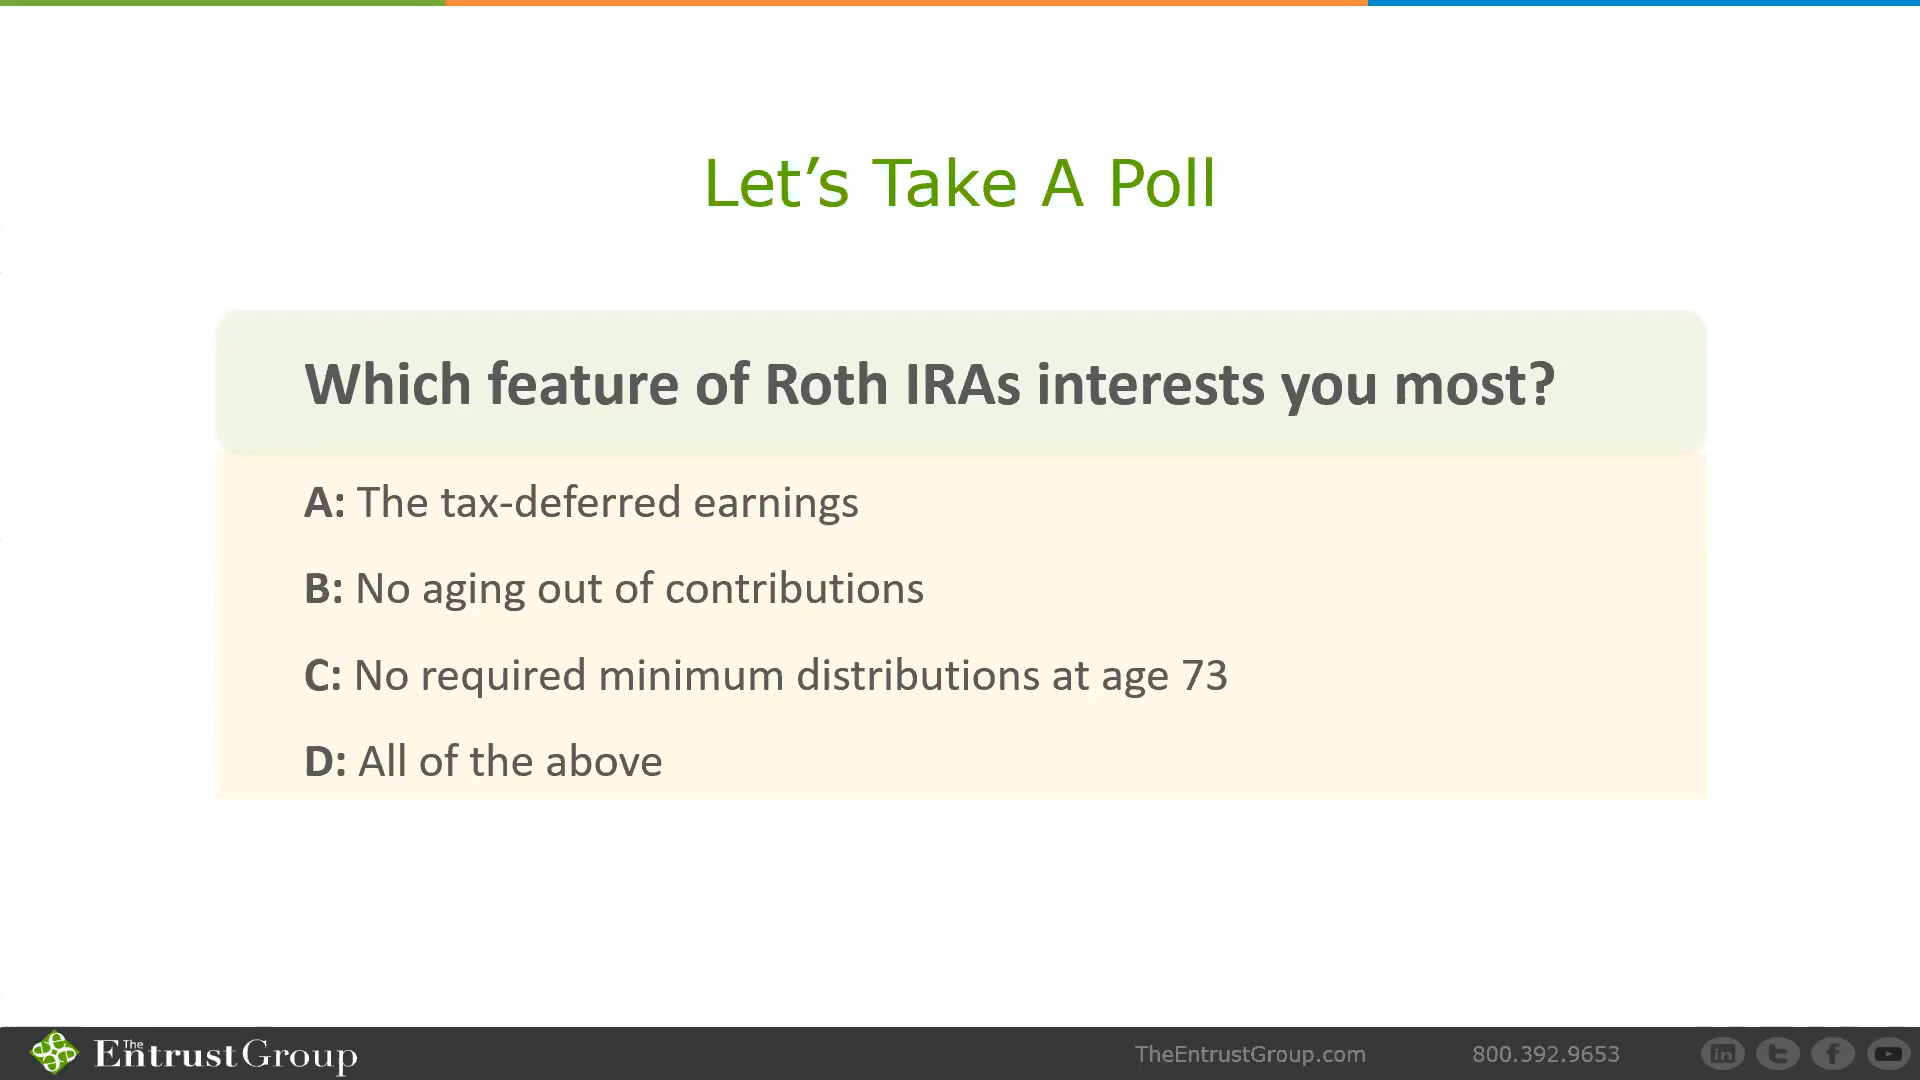 Let’s Take A Poll
Which feature of Roth IRAs interests you most?
A: The tax-deferred earnings
B: No aging out of contributions
C: No required minimum distributions at age 73
D: All of the above
The EntrustGroup
TheEntrustGroup.com
800.392.9653